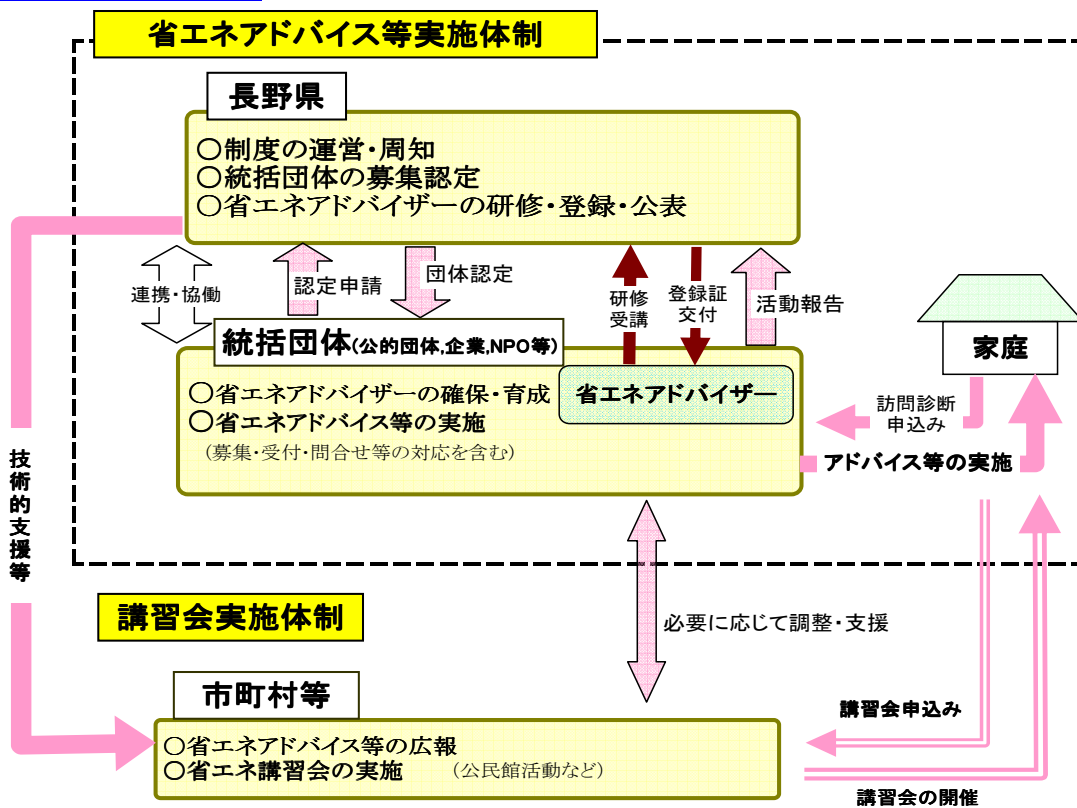 省エネアドバイス等実施体制
長野県
○制度の運営・周知
○統括団体の募集認定
○省エネアドバイザーの研修・登録・公表
連携・協働
認定申請
団体認定
研修
受講
登録証
交付
活動報告
統括団体(公的団体,企業,NPO等)
○省エネアドバイザーの確保・育成
○省エネアドバイス等の実施
(募集・受付・問合せ等の対応を含む)
省エネアドバイザー
家庭
訪問診断
申込み
アドバイス等の実施
技術的支援等
講習会実施体制
必要に応じて調整・支援
市町村等
○省エネアドバイス等の広報
○省エネ講習会の実施 (公民館活動など)
講習会申込み
講習会の開催